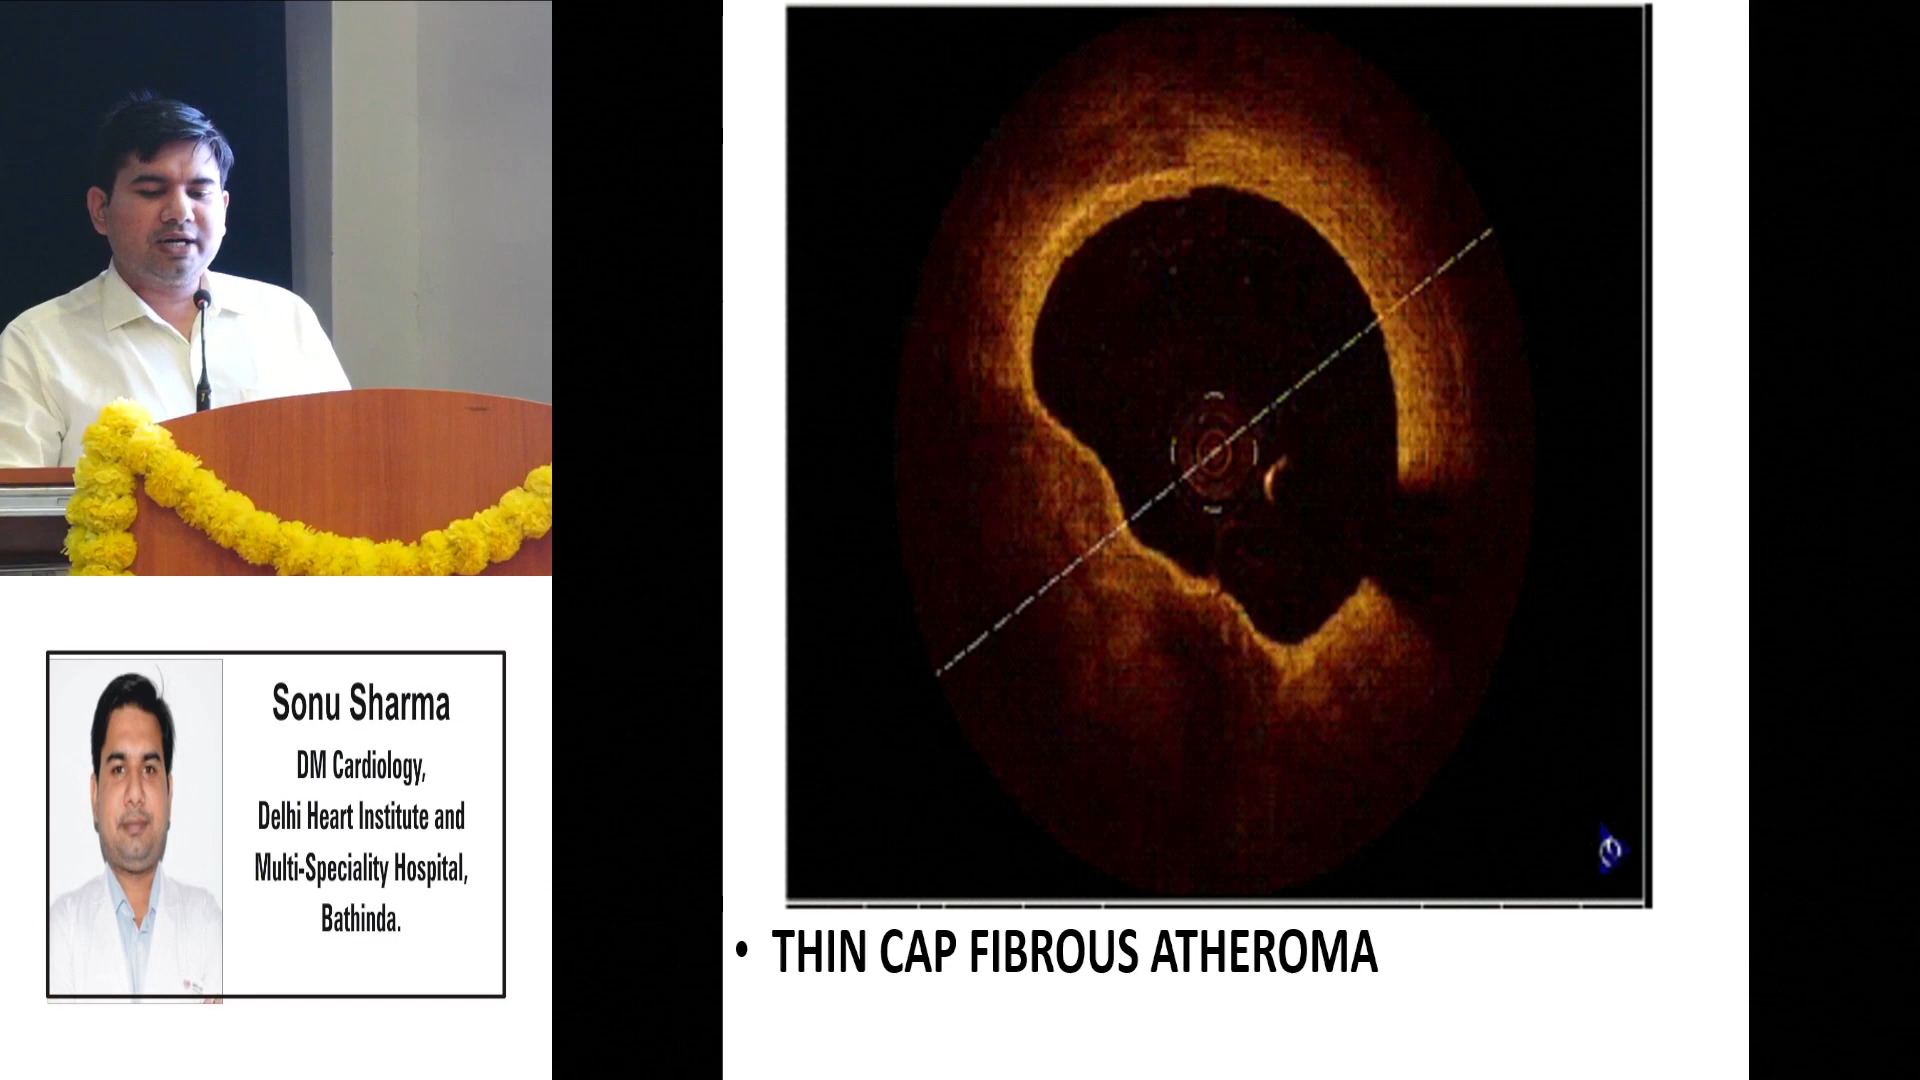 Sonu Sharma
DM Cardiology,
Delhi Heart Institute and
Multi-Speciality Hospital,
Bathinda.
• THIN CAP FIBROUS ATHEROMA